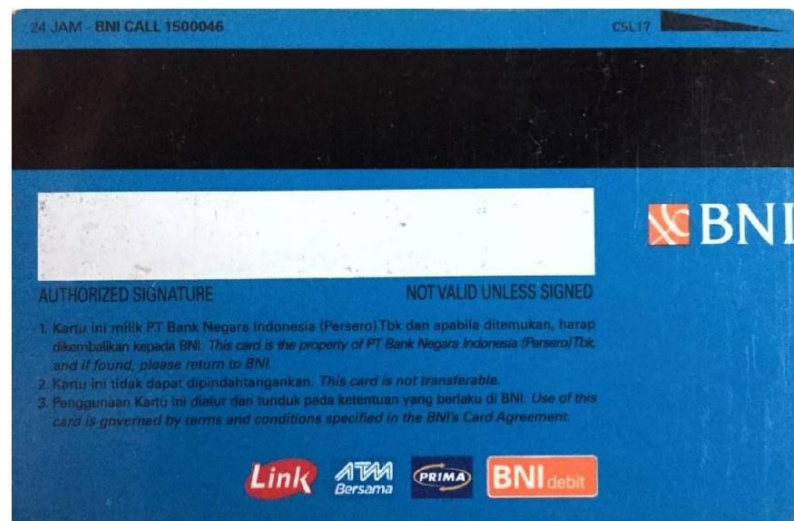 24 JAM - BNI CALL 1500046
CSL17
BNI
AUTHORIZED SIGNATURE
NOT VALID UNLESS SIGNED
1. Kartu ini milik PT Bank Negara Indonesia (Persero) Tbk dan apabila ditemukan, harap
dikembalikan kepada BNI. This card is the property of PT Bank Negara Indonesia (Persero) Tbk,
and if found, please return to BNI.
2. Kartu ini tidak dapat dipindahtangankan. This card is not transferable.
3. Penggunaan Kartu ini diatur dan tunduk pada ketentuan yang berlaku di BNI. Use of this
card is governed by terms and conditions specified in the BNI's Card Agreement.
Link
ATM
Bersama
PRIMA
BNI debit